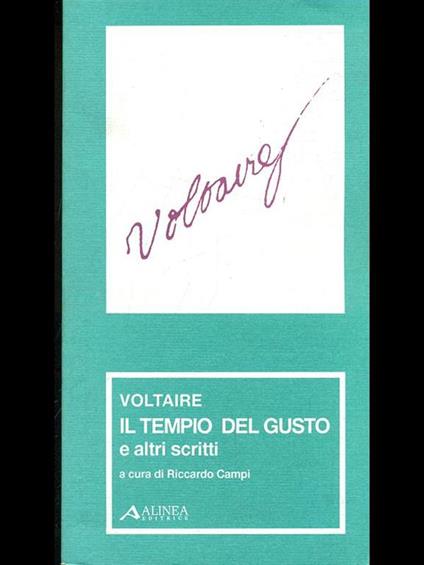 Voltaire
VOLTAIRE
IL TEMPIO DEL GUSTO
e altri scritti
a cura di Riccardo Campi
ALINEA
EDITRICE